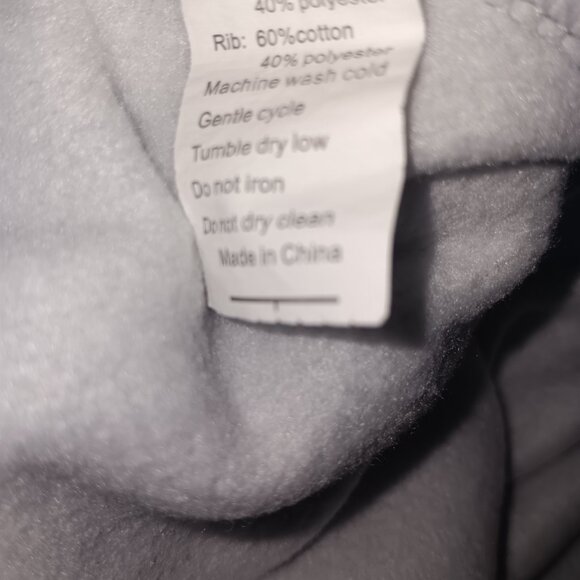 40% polyester
Rib: 60%cotton
40% polyester
Machine wash cold
Gentle cycle
Tumble dry low
Do not iron
Do not dry clean
Made in China